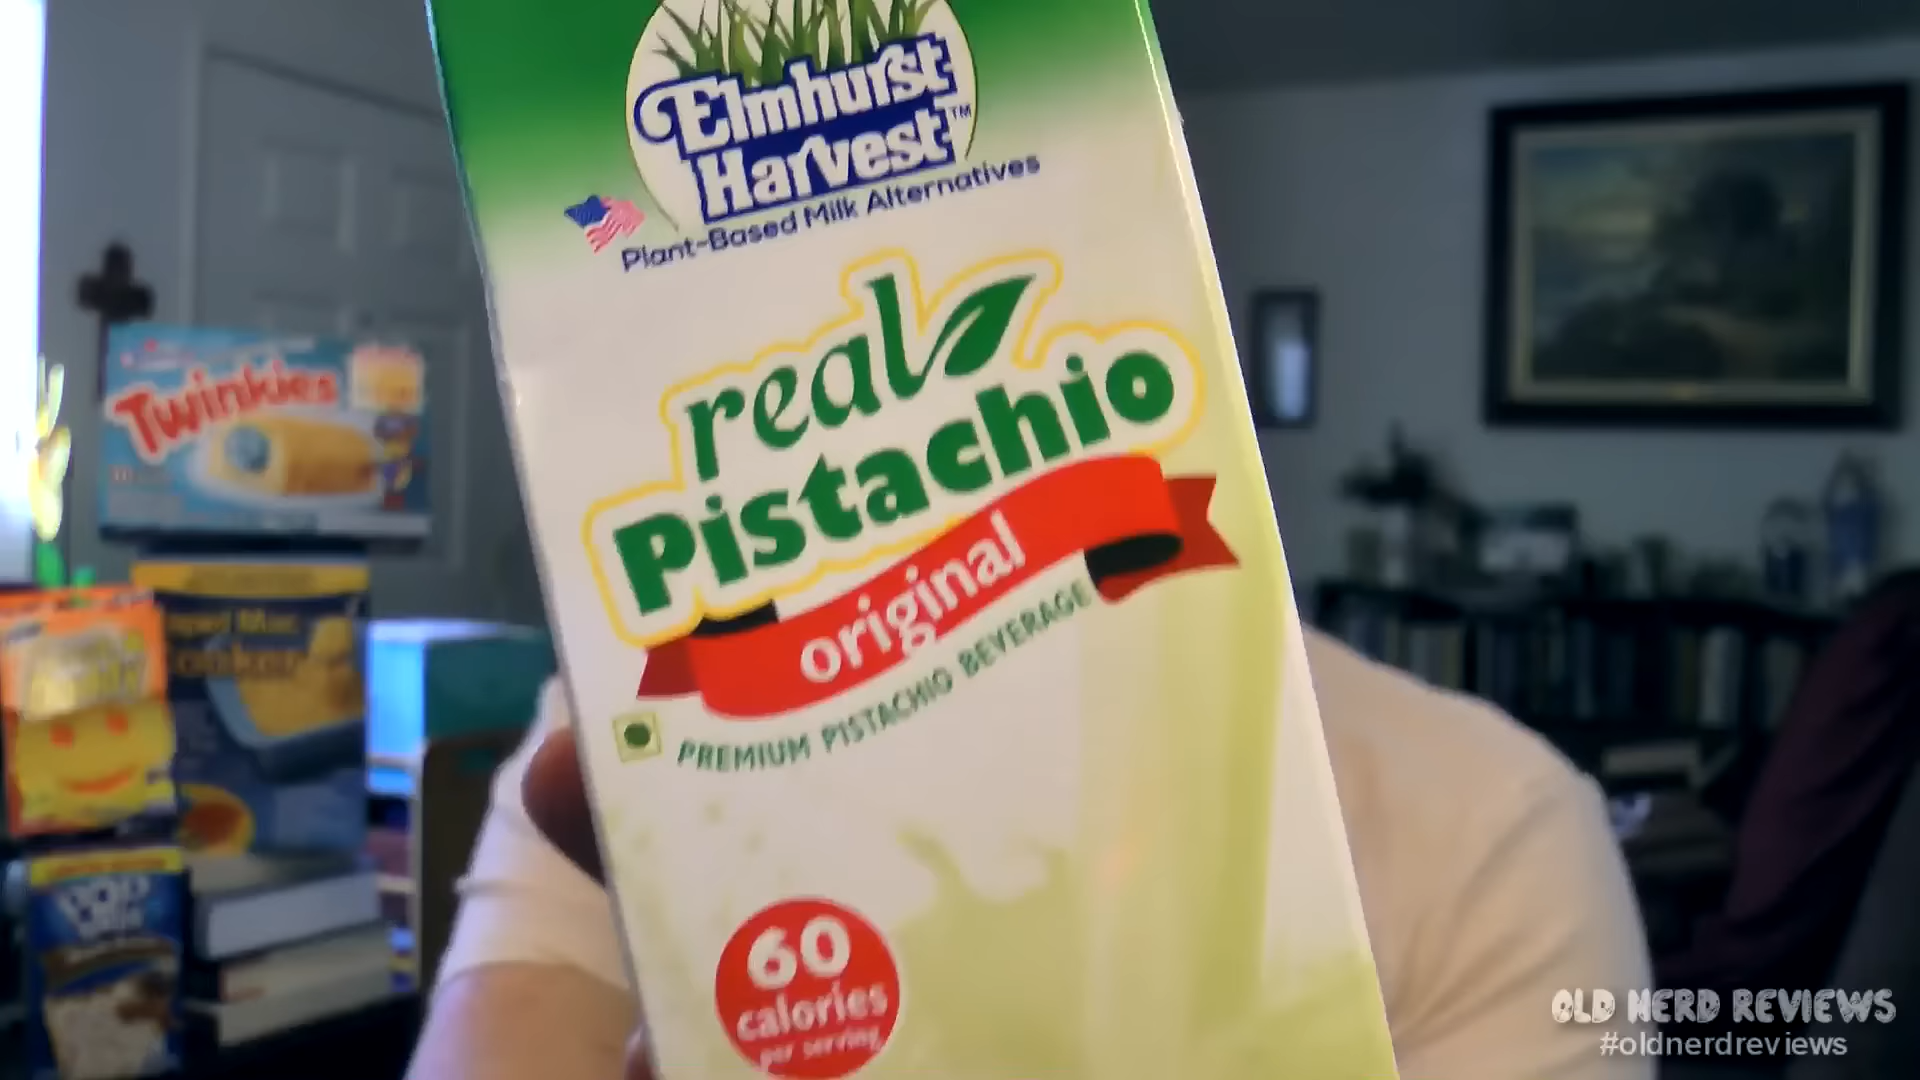 Elmhurst
Harvest™
Plant-Based Milk Alternatives
real
Pistachio
original
PREMIUM PISTACHIO BEVERAGE
60
calories
per serving
Twinkies
OLD NERD REVIEWS
#oldnerdreviews